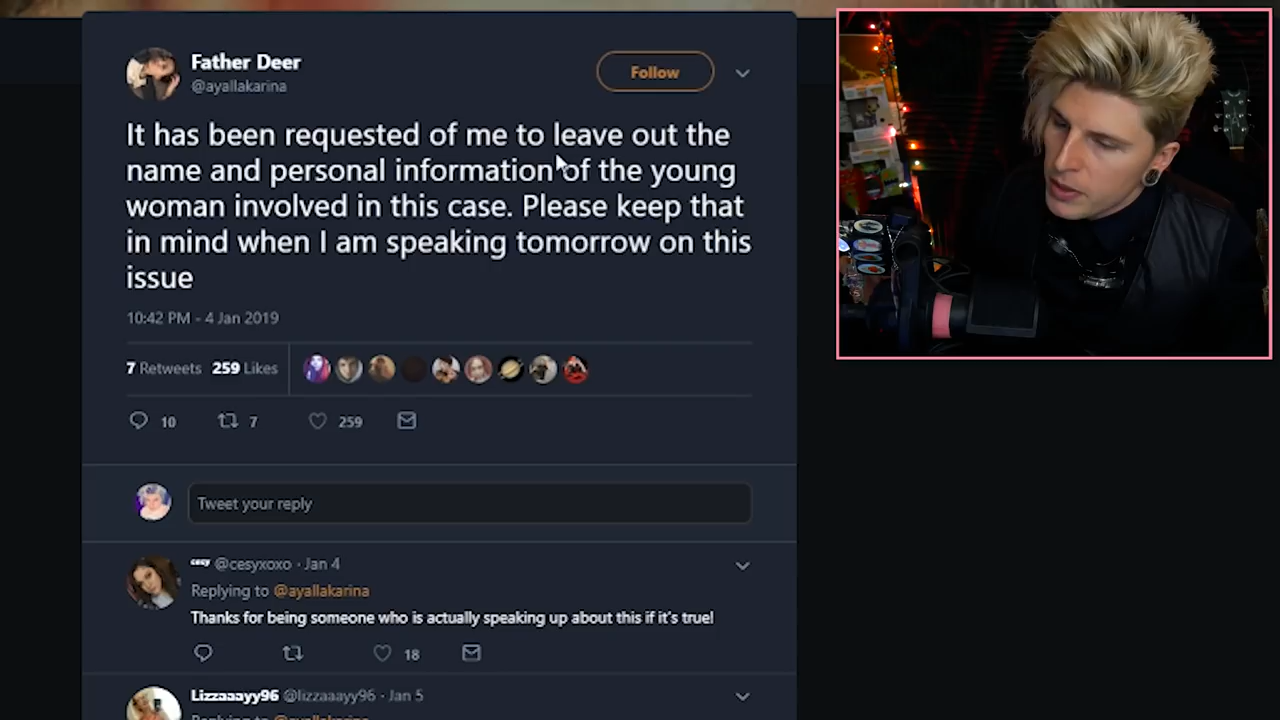 Father Deer
@ayallakarina
Follow
It has been requested of me to leave out the
name and personal information of the young
woman involved in this case. Please keep that
in mind when I am speaking tomorrow on this
issue
10:42 PM - 4 Jan 2019
7 Retweets 259 Likes
10 7 259
Tweet your reply
cesy @cesyxoxo · Jan 4
Replying to @ayallakarina
Thanks for being someone who is actually speaking up about this if it's true!
18
Lizzaaayy96 @lizzaaayy96 · Jan 5
Replying to @ayallakarina